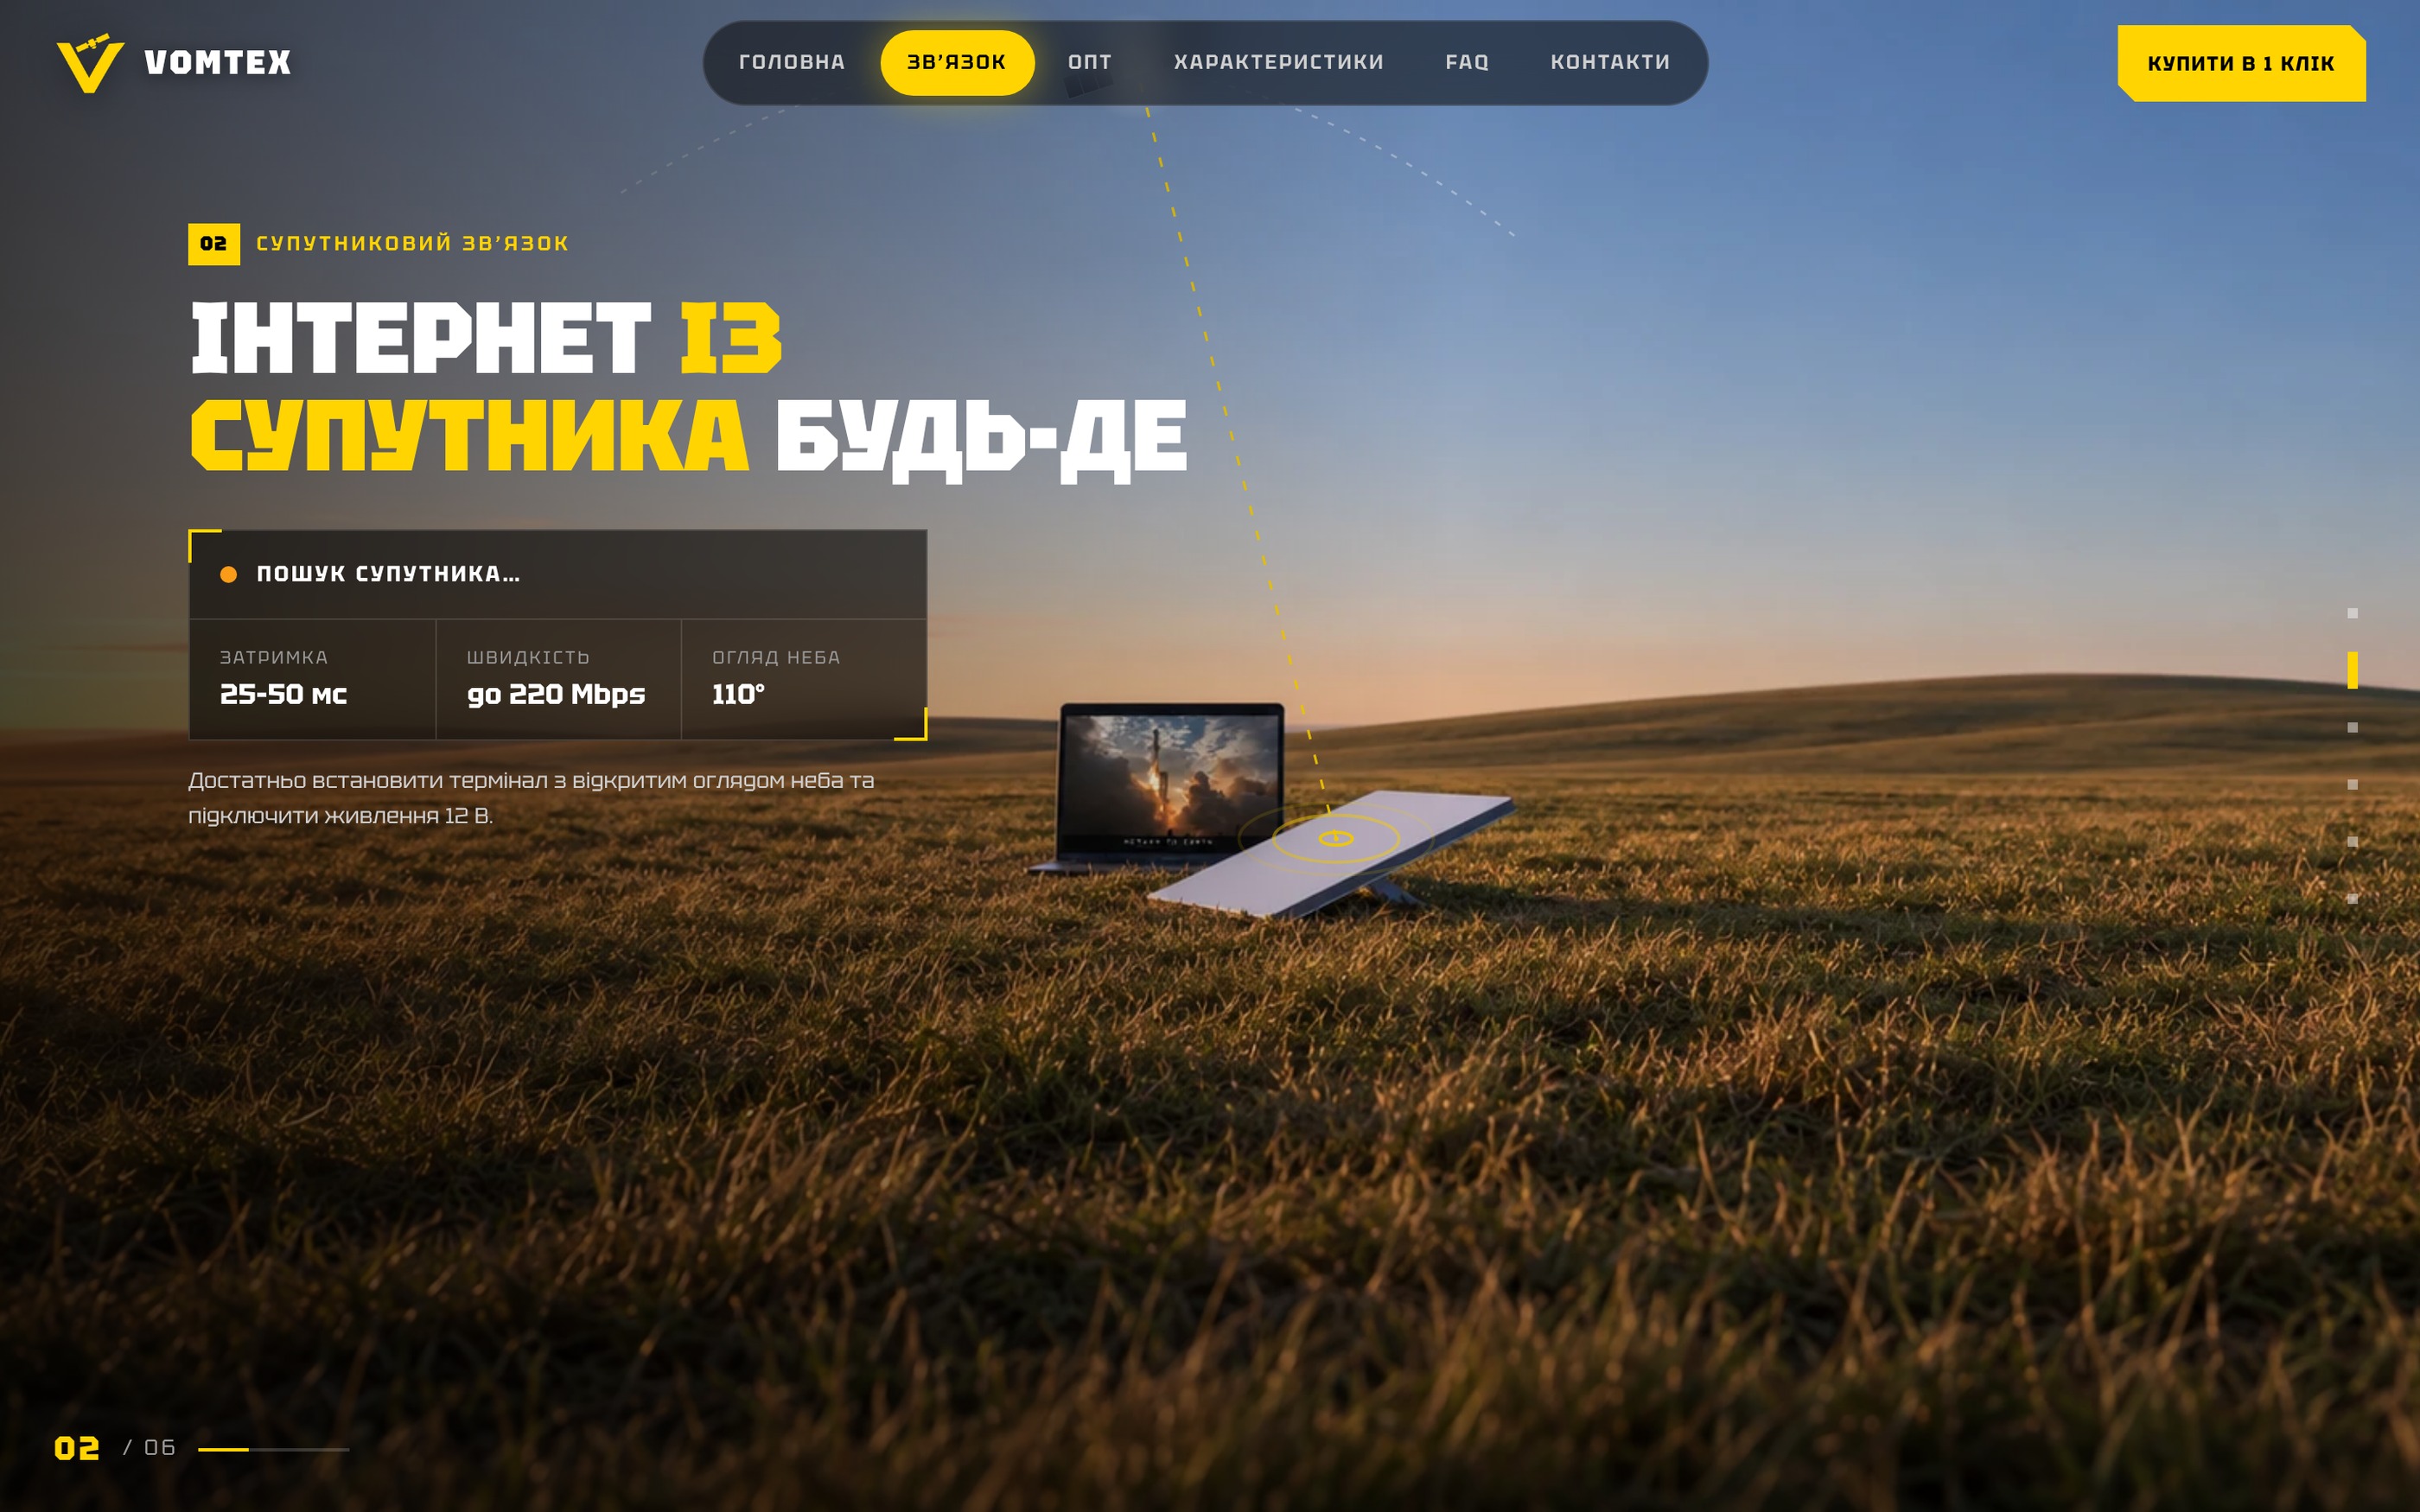 VOMTEX
ГОЛОВНА
ЗВ’ЯЗОК
ОПТ
ХАРАКТЕРИСТИКИ
FAQ
КОНТАКТИ
КУПИТИ В 1 КЛІК
02 СУПУТНИКОВИЙ ЗВ’ЯЗОК
ІНТЕРНЕТ ІЗ
СУПУТНИКА БУДЬ-ДЕ
ПОШУК СУПУТНИКА...
ЗАТРИМКА
25-50 мс
ШВИДКІСТЬ
до 220 Mbps
ОГЛЯД НЕБА
110°
Достатньо встановити термінал з відкритим оглядом неба та
підключити живлення 12 В.
02 / 06